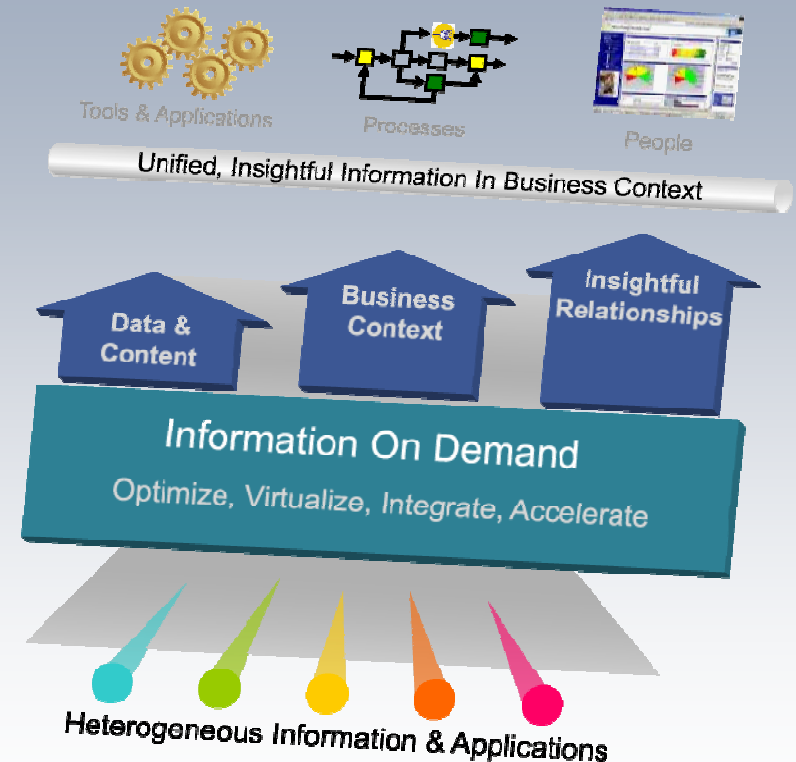 Tools & Applications
Processes
People
Unified, Insightful Information In Business Context
Data &
Content
Business
Context
Insightful
Relationships
Information On Demand
Optimize, Virtualize, Integrate, Accelerate
Heterogeneous Information & Applications